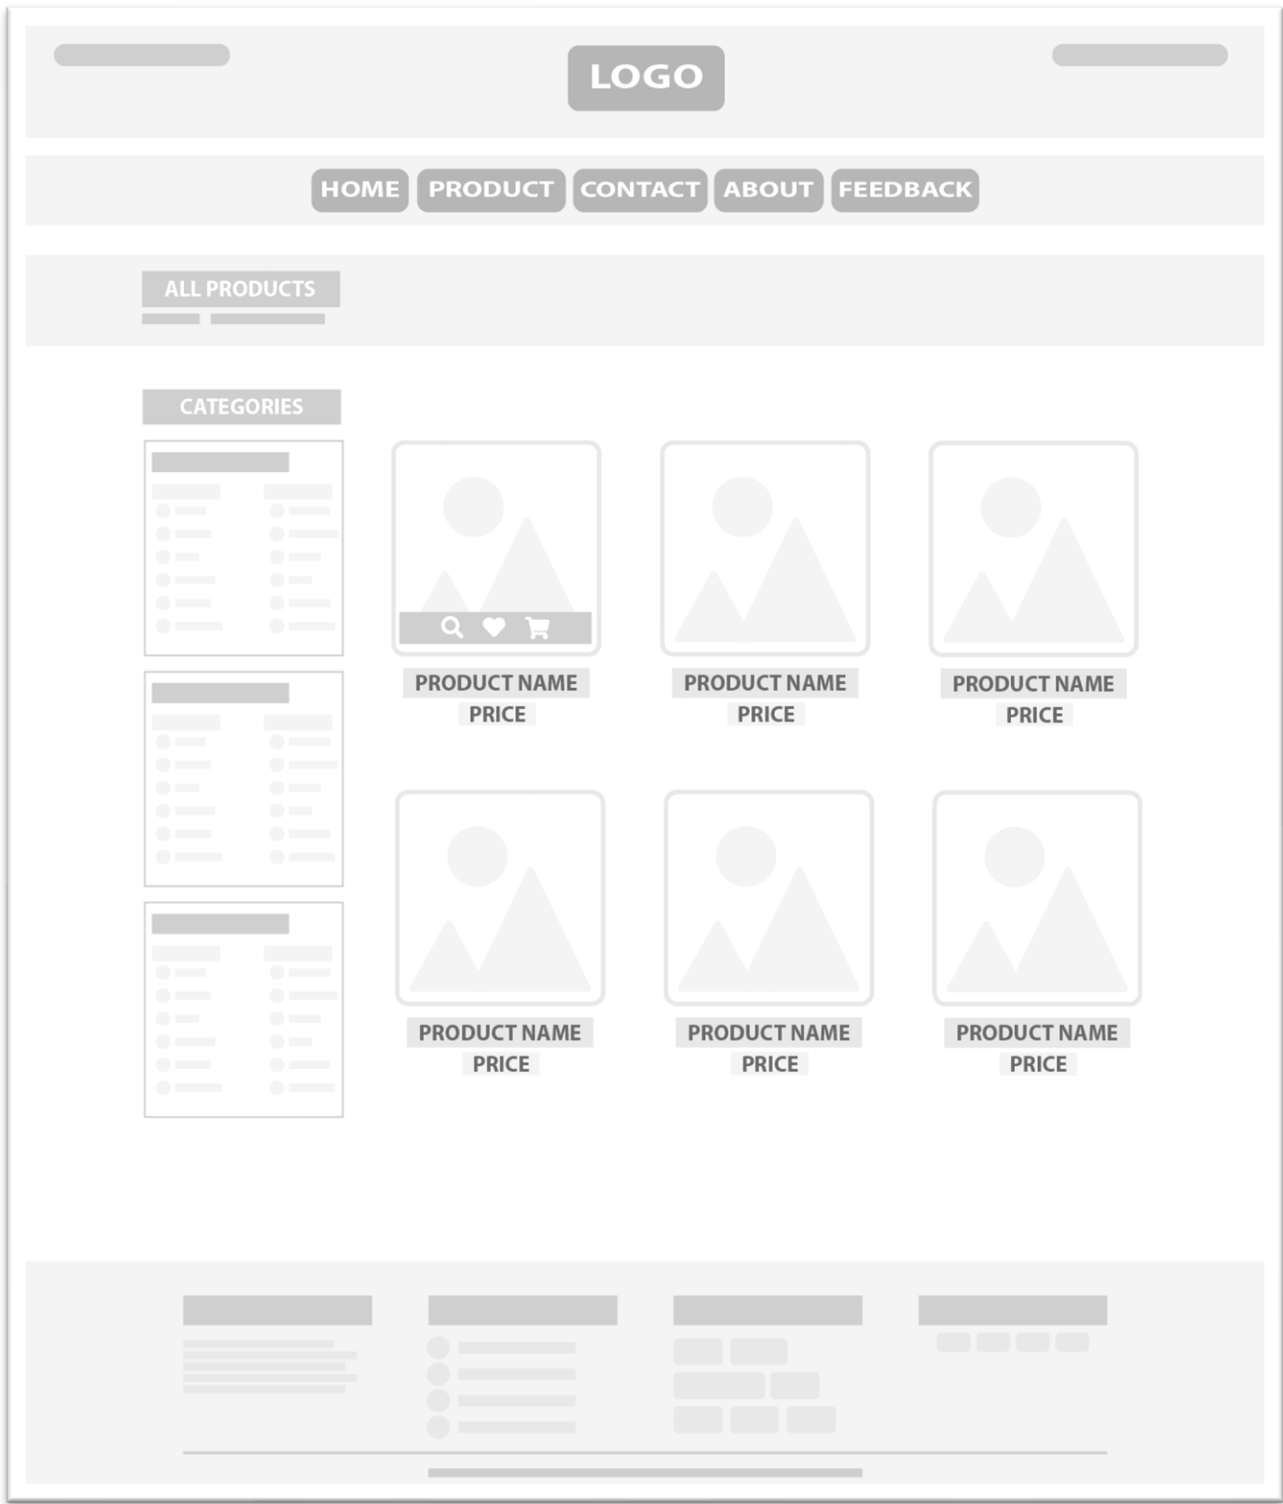 LOGO
HOME PRODUCT CONTACT ABOUT FEEDBACK
ALL PRODUCTS
CATEGORIES
PRODUCT NAME PRODUCT NAME PRODUCT NAME
PRICE PRICE PRICE
PRODUCT NAME PRODUCT NAME PRODUCT NAME
PRICE PRICE PRICE